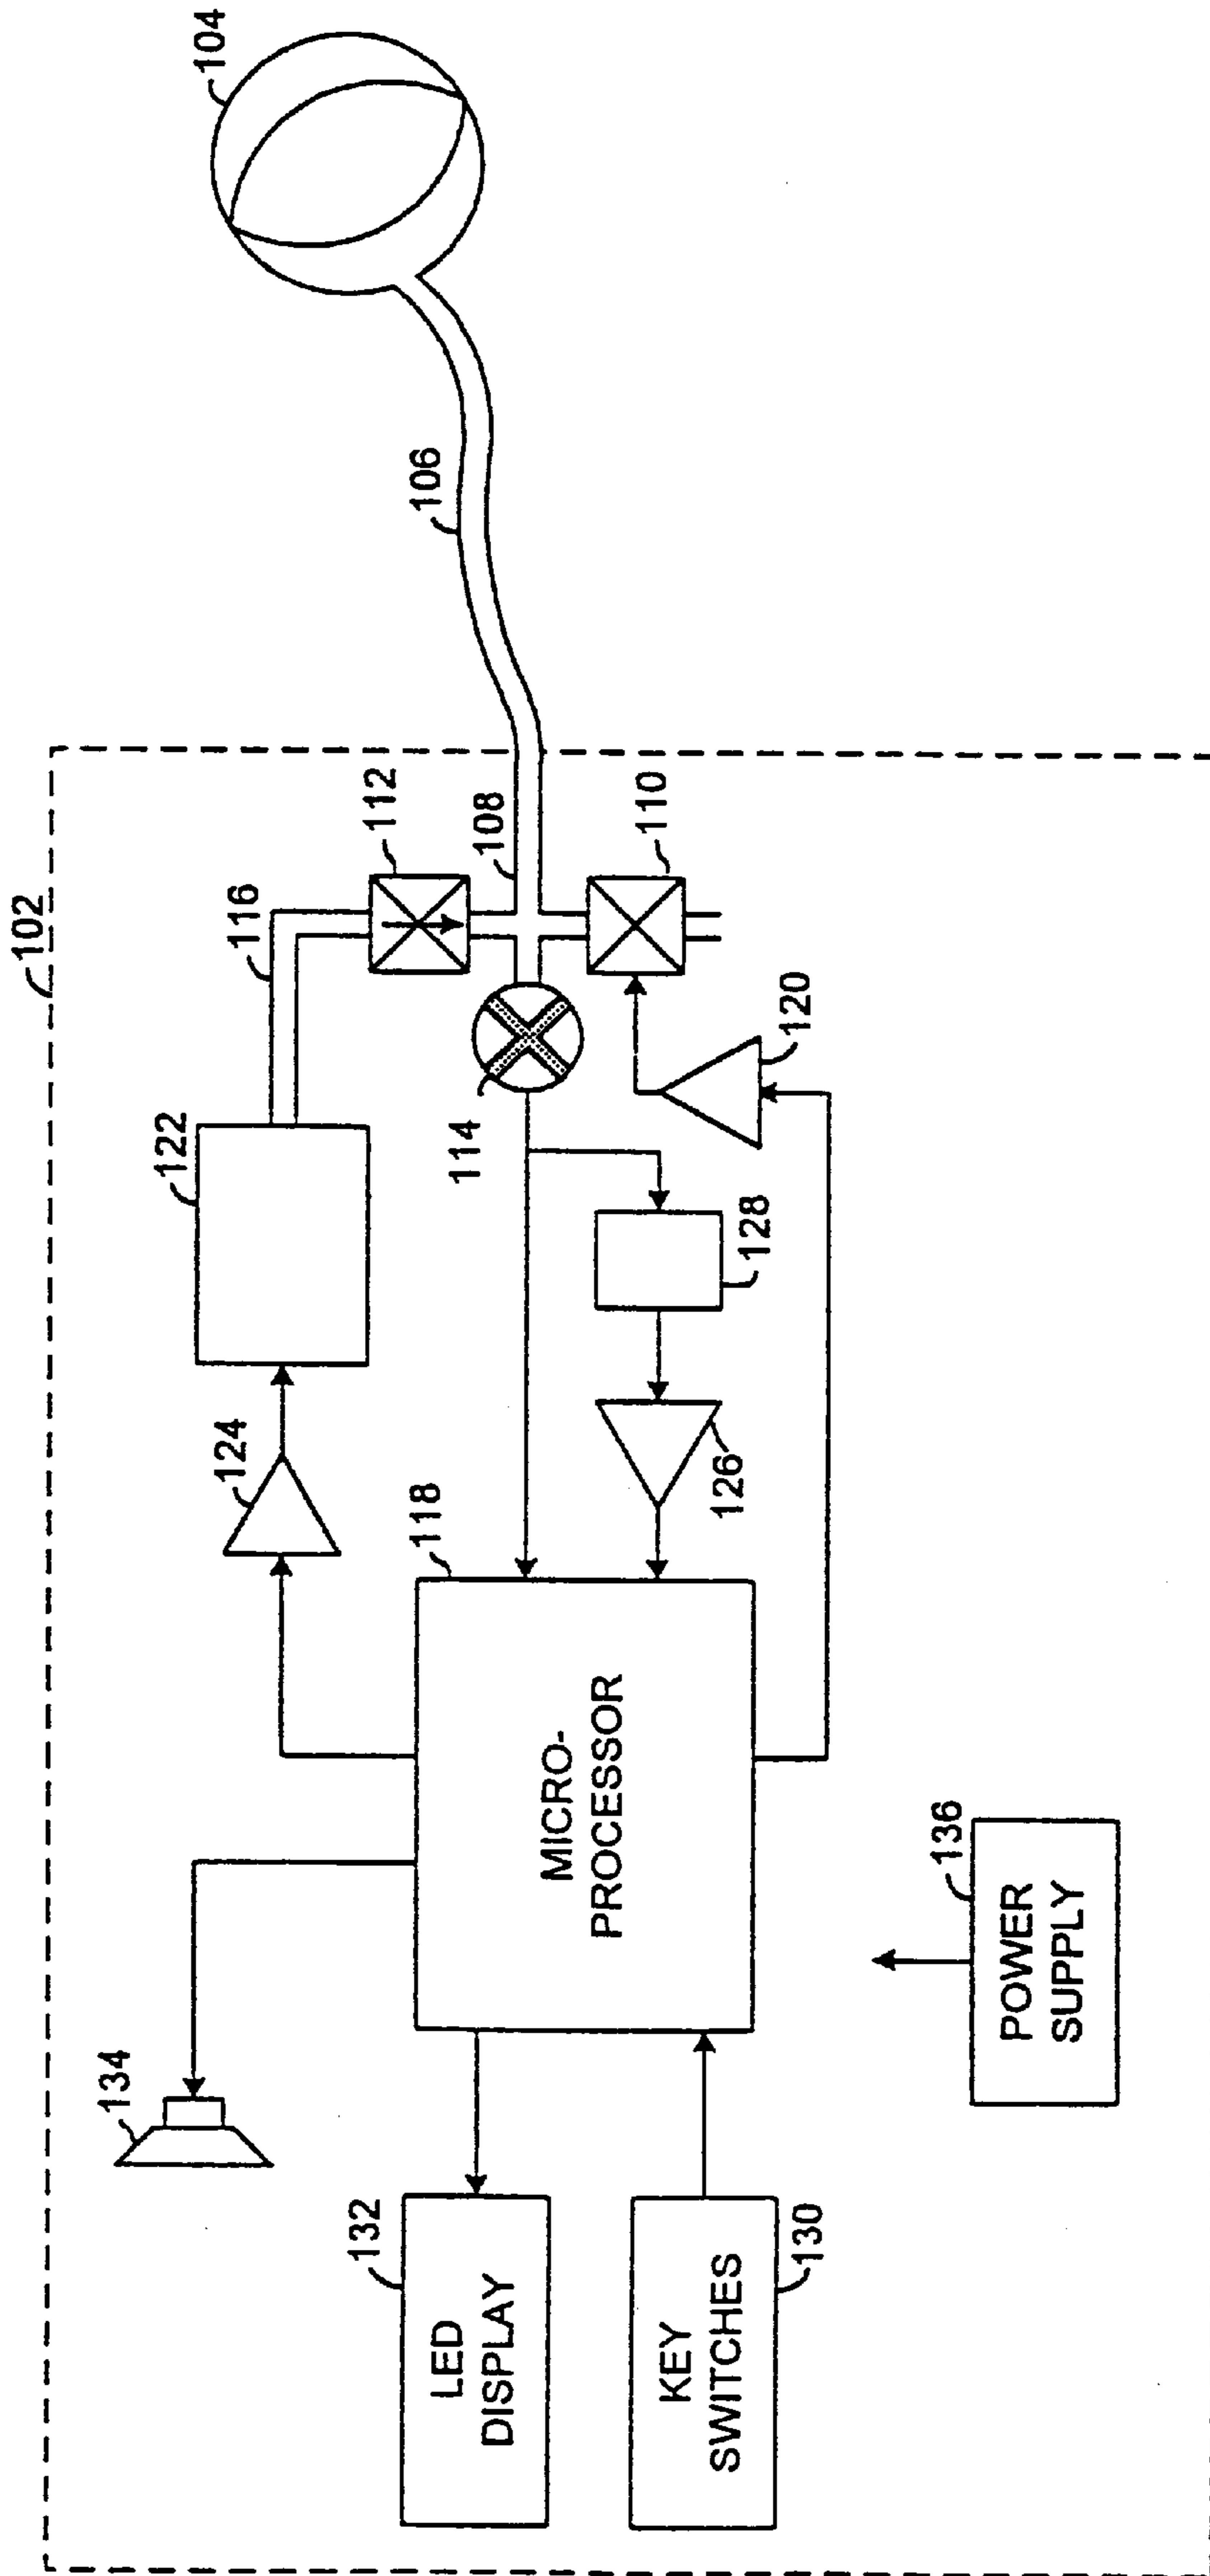 102
134
104
124
122
116
112
106
108
132
LED
DISPLAY
118
MICRO-
PROCESSOR
114
110
126
128
120
KEY
SWITCHES
130
136
POWER
SUPPLY